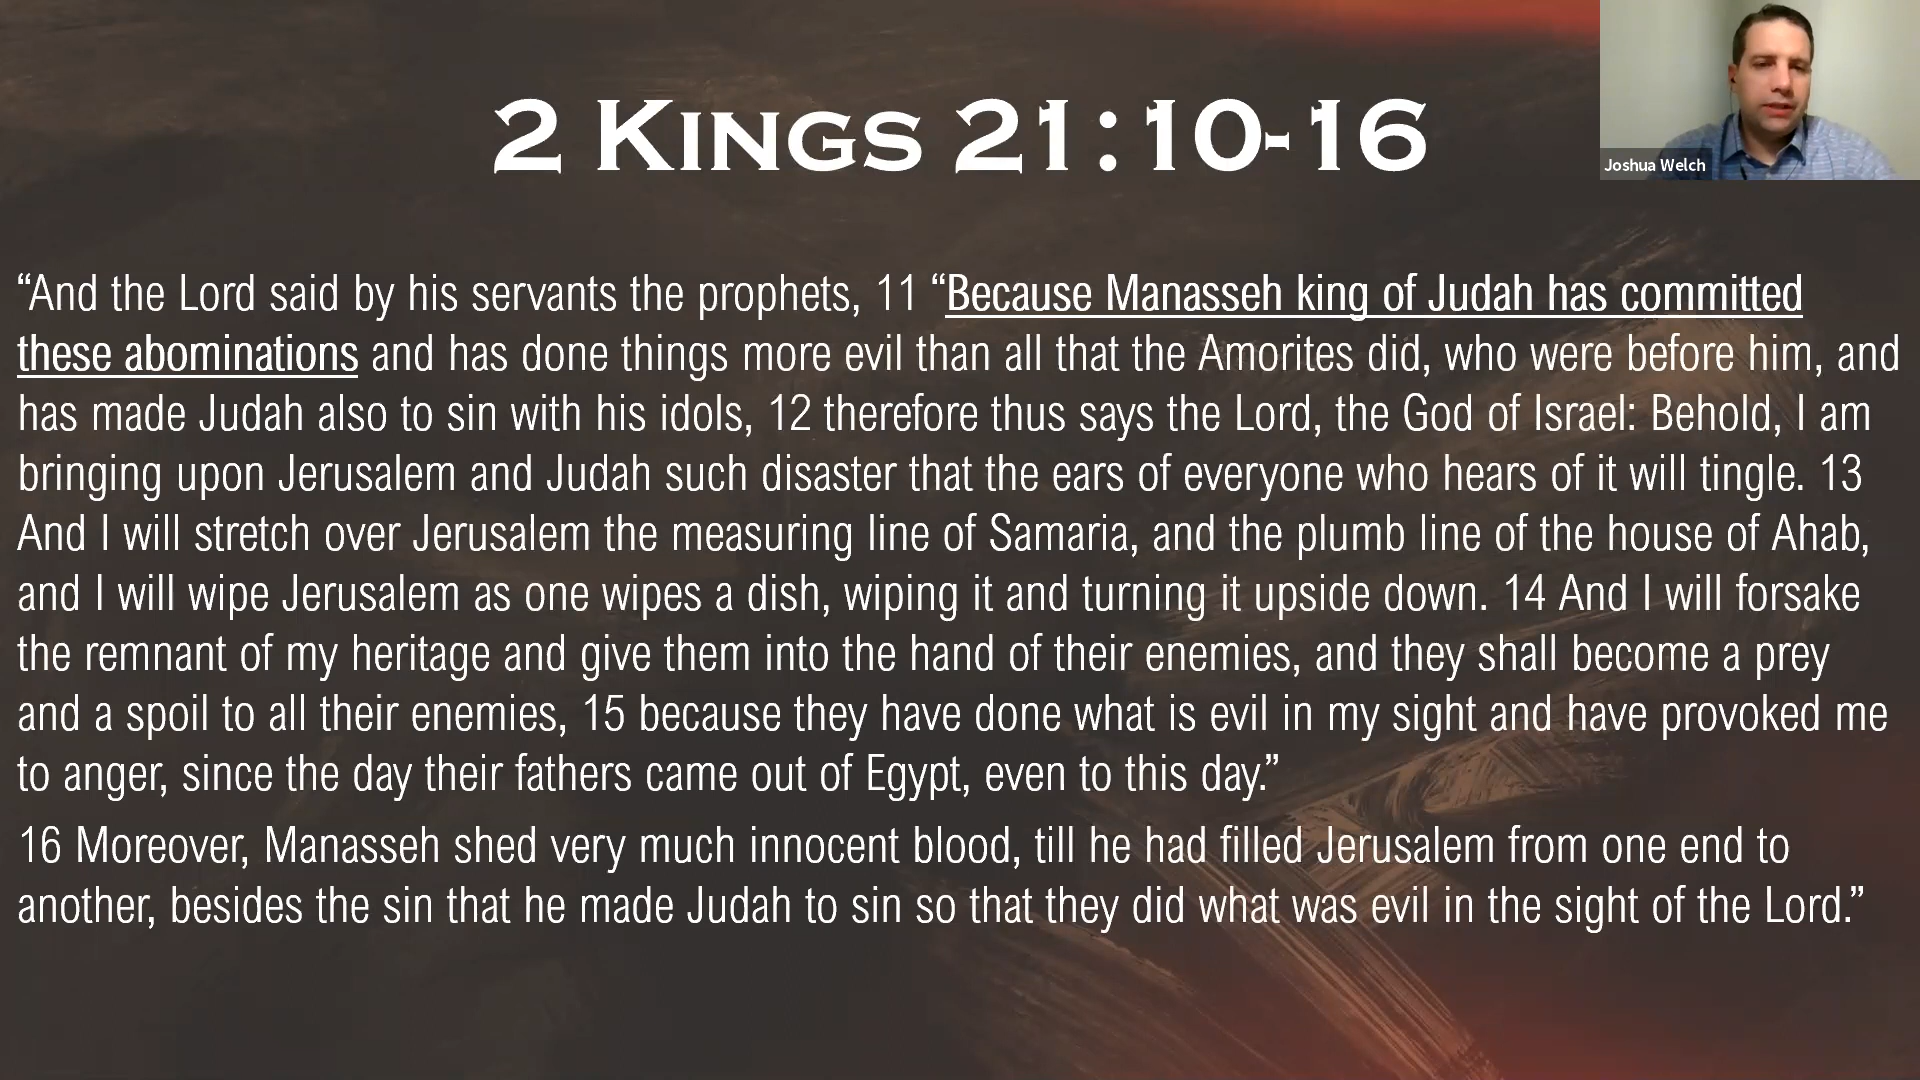 2 Kings 21:10-16
Joshua Welch
“And the Lord said by his servants the prophets, 11 “Because Manasseh king of Judah has committed
these abominations and has done things more evil than all that the Amorites did, who were before him, and
has made Judah also to sin with his idols, 12 therefore thus says the Lord, the God of Israel: Behold, I am
bringing upon Jerusalem and Judah such disaster that the ears of everyone who hears of it will tingle. 13
And I will stretch over Jerusalem the measuring line of Samaria, and the plumb line of the house of Ahab,
and I will wipe Jerusalem as one wipes a dish, wiping it and turning it upside down. 14 And I will forsake
the remnant of my heritage and give them into the hand of their enemies, and they shall become a prey
and a spoil to all their enemies, 15 because they have done what is evil in my sight and have provoked me
to anger, since the day their fathers came out of Egypt, even to this day.”
16 Moreover, Manasseh shed very much innocent blood, till he had filled Jerusalem from one end to
another, besides the sin that he made Judah to sin so that they did what was evil in the sight of the Lord.”